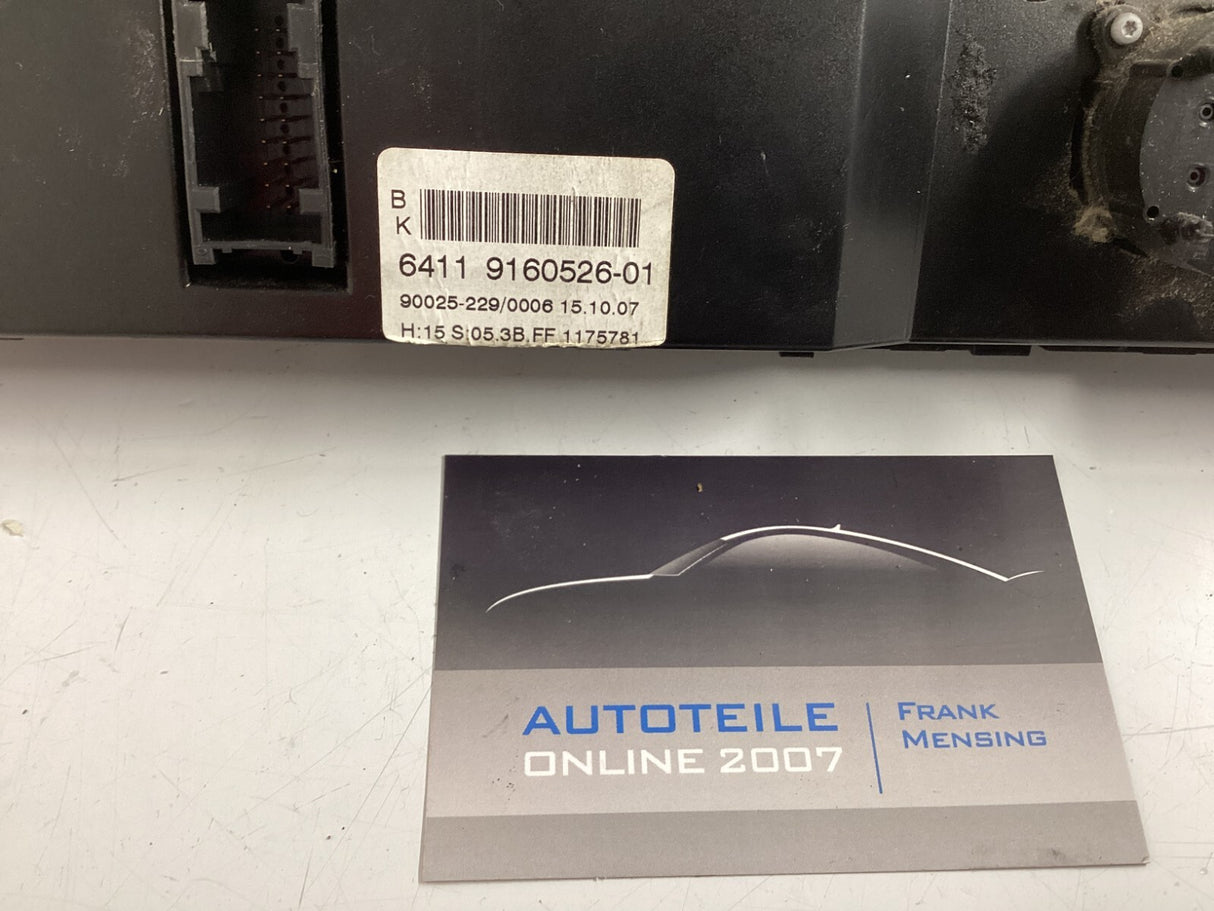 B
K
6411 9160526-01
90025-229/0006 15.10.07
H:15 S:05.3B.FF 1175781
AUTOTEILE
ONLINE 2007
FRANK
MENSING